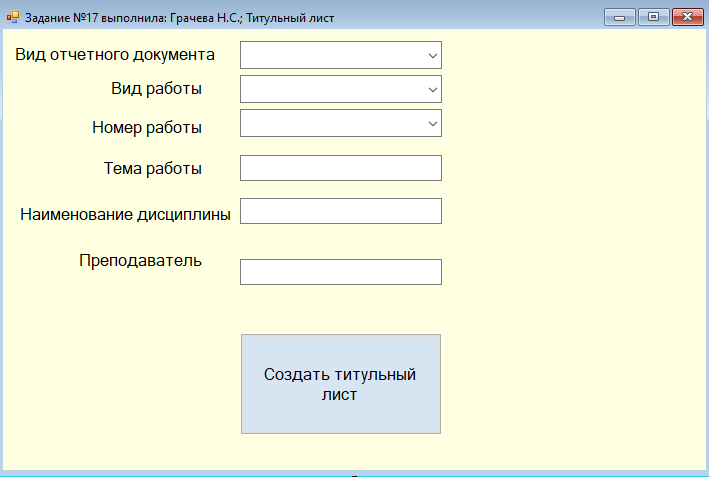 Задание №17 выполнила: Грачева Н.С.; Титульный лист
Вид отчетного документа
Вид работы
Номер работы
Тема работы
Наименование дисциплины
Преподаватель
Создать титульный
лист